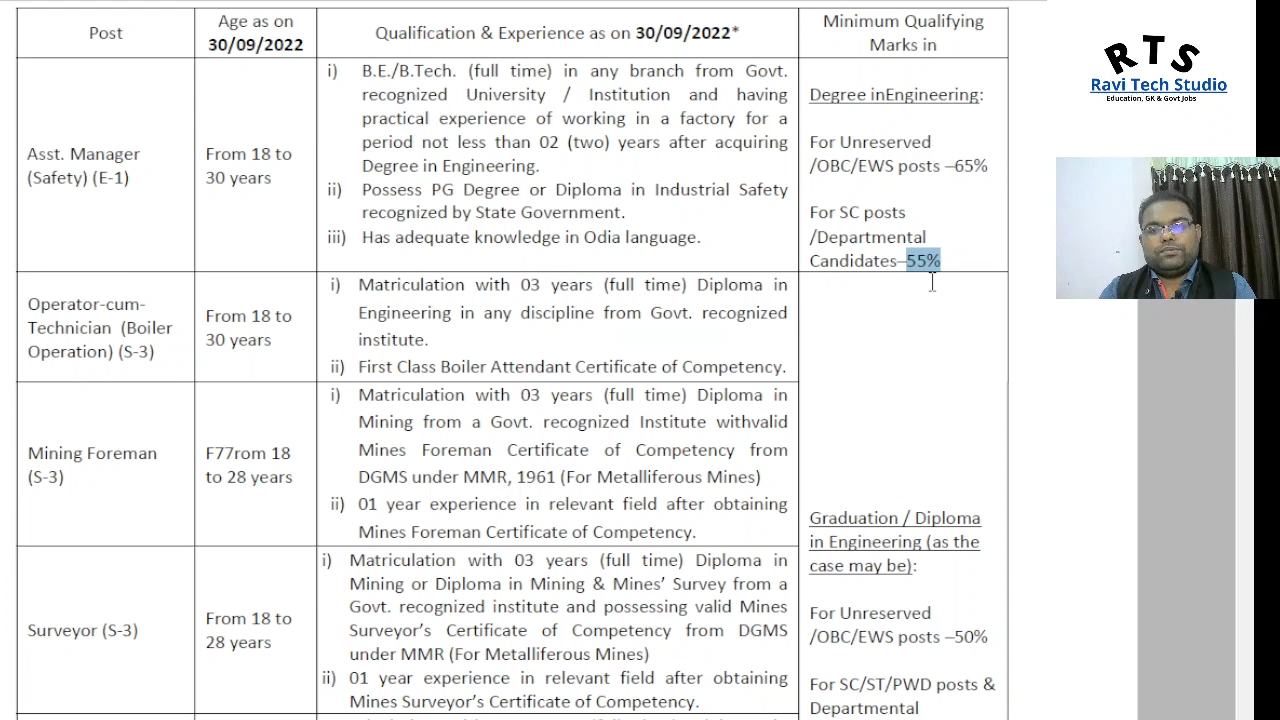 Post
Age as on
30/09/2022
Qualification & Experience as on 30/09/2022*
Minimum Qualifying
Marks in
Asst. Manager
(Safety) (E-1)
From 18 to
30 years
i) B.E./B.Tech. (full time) in any branch from Govt.
recognized University / Institution and having
practical experience of working in a factory for a
period not less than 02 (two) years after acquiring
Degree in Engineering.
ii) Possess PG Degree or Diploma in Industrial Safety
recognized by State Government.
iii) Has adequate knowledge in Odia language.
Degree inEngineering:
For Unreserved
/OBC/EWS posts –65%
For SC posts
/Departmental
Candidates–55%
Operator-cum-
Technician (Boiler
Operation) (S-3)
From 18 to
30 years
i) Matriculation with 03 years (full time) Diploma in
Engineering in any discipline from Govt. recognized
institute.
ii) First Class Boiler Attendant Certificate of Competency.
Mining Foreman
(S-3)
F77rom 18
to 28 years
i) Matriculation with 03 years (full time) Diploma in
Mining from a Govt. recognized Institute withvalid
Mines Foreman Certificate of Competency from
DGMS under MMR, 1961 (For Metalliferous Mines)
ii) 01 year experience in relevant field after obtaining
Mines Foreman Certificate of Competency.
Surveyor (S-3)
From 18 to
28 years
i) Matriculation with 03 years (full time) Diploma in
Mining or Diploma in Mining & Mines’ Survey from a
Govt. recognized institute and possessing valid Mines
Surveyor’s Certificate of Competency from DGMS
under MMR (For Metalliferous Mines)
ii) 01 year experience in relevant field after obtaining
Mines Surveyor’s Certificate of Competency.
Graduation / Diploma
in Engineering (as the
case may be):
For Unreserved
/OBC/EWS posts –50%
For SC/ST/PWD posts &
Departmental
RTS
Ravi Tech Studio
Education, GK & Govt Jobs